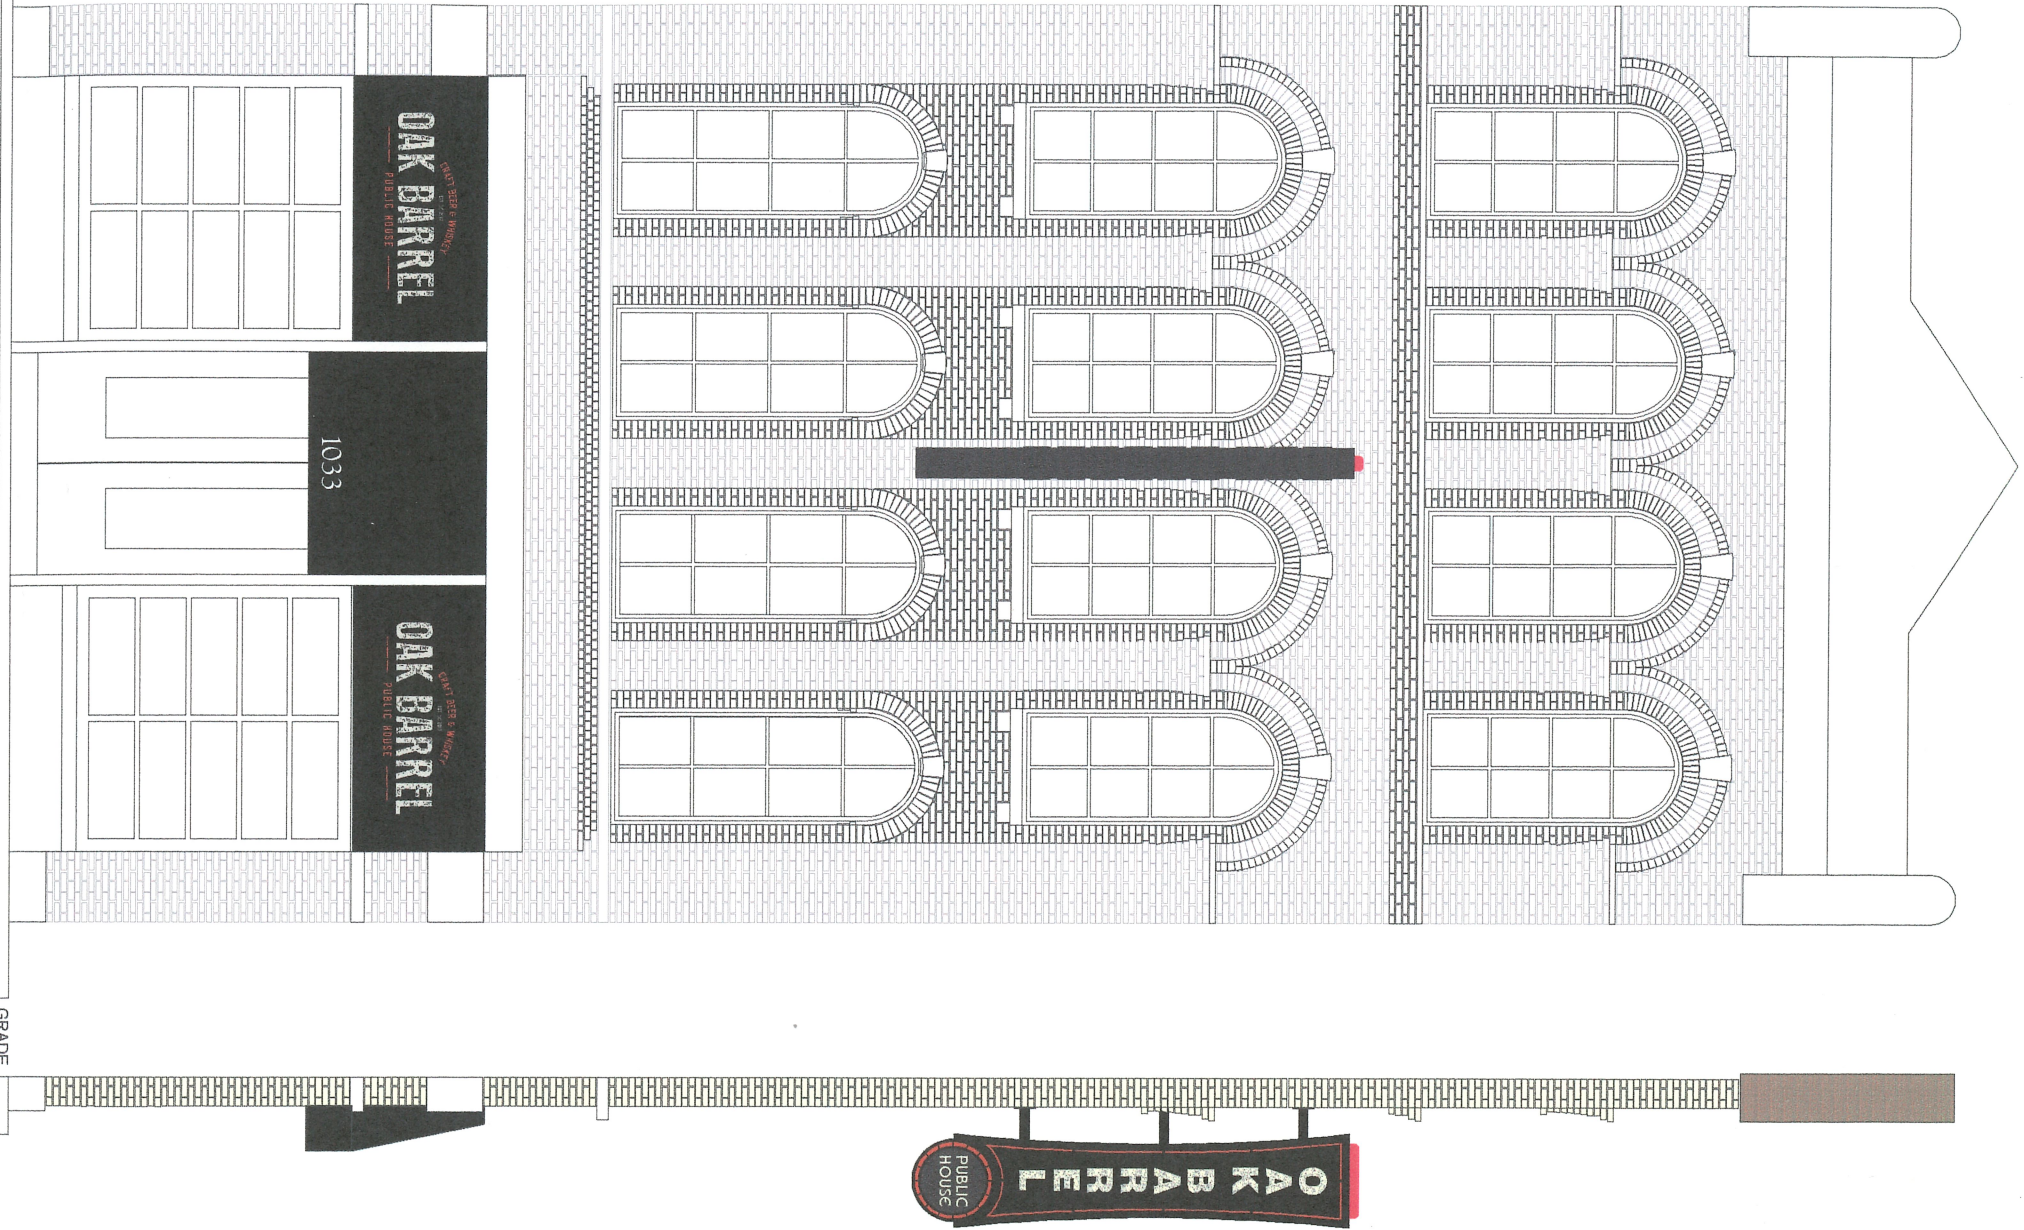 CRAFT BEER & WHISKEY
OAK BARREL
PUBLIC HOUSE
1033
CRAFT BEER & WHISKEY
OAK BARREL
PUBLIC HOUSE
OAK BARREL
PUBLIC
HOUSE
GRADE